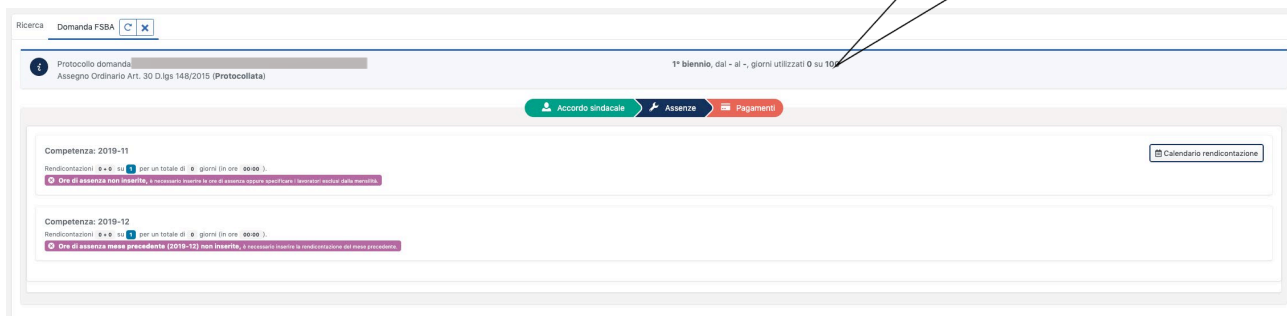 Ricerca Domanda FSBA
Protocollo domanda
1° biennio, dal - al -, giorni utilizzati 0 su 100
Assegno Ordinario Art. 30 D.lgs 148/2015 (Protocollata)
Accordo sindacale Assenze Pagamenti
Competenza: 2019-11
Calendario rendicontazione
Rendicontazioni 0+0 su 1 per un totale di 0 giorni (in ore 00:00 ).
Ore di assenza non inserite, è necessario inserire le ore di assenza oppure specificare i lavoratori esclusi dalla mensilità.
Competenza: 2019-12
Rendicontazioni 0+0 su 1 per un totale di 0 giorni (in ore 00:00 ).
Ore di assenza mese precedente (2019-12) non inserite, è necessario inserire la rendicontazione del mese precedente.